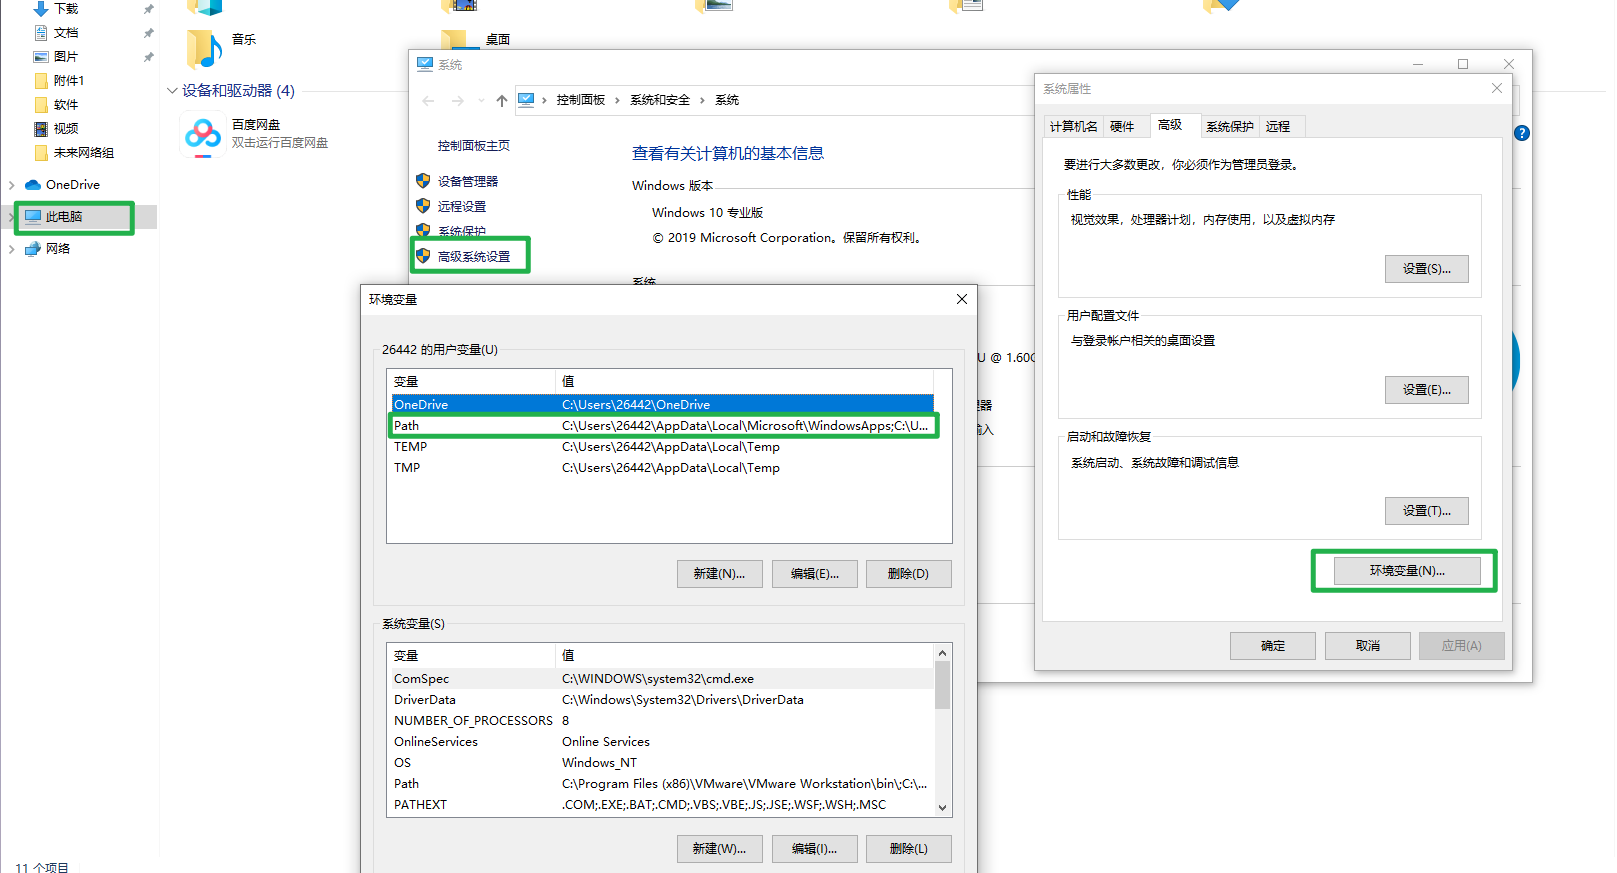 下载
文档
图片
附件1
软件
视频
未来网络组
OneDrive
此电脑
网络
11 个项目
音乐
桌面
设备和驱动器 (4)
百度网盘
双击运行百度网盘
系统
控制面板 › 系统和安全 › 系统
控制面板主页
设备管理器
远程设置
系统保护
高级系统设置
查看有关计算机的基本信息
Windows 版本
Windows 10 专业版
© 2019 Microsoft Corporation。保留所有权利。
系统
U @ 1.60G
理器
输入
环境变量
26442 的用户变量(U)
变量 值
OneDrive C:\Users\26442\OneDrive
Path C:\Users\26442\AppData\Local\Microsoft\WindowsApps;C:\U...
TEMP C:\Users\26442\AppData\Local\Temp
TMP C:\Users\26442\AppData\Local\Temp
新建(N)... 编辑(E)... 删除(D)
系统变量(S)
变量 值
ComSpec C:\WINDOWS\system32\cmd.exe
DriverData C:\Windows\System32\Drivers\DriverData
NUMBER_OF_PROCESSORS 8
OnlineServices Online Services
OS Windows_NT
Path C:\Program Files (x86)\VMware\VMware Workstation\bin\;C:\...
PATHEXT .COM;.EXE;.BAT;.CMD;.VBS;.VBE;.JS;.JSE;.WSF;.WSH;.MSC
新建(W)... 编辑(I)... 删除(L)
系统属性
计算机名 硬件 高级 系统保护 远程
要进行大多数更改，你必须作为管理员登录。
性能
视觉效果，处理器计划，内存使用，以及虚拟内存
设置(S)...
用户配置文件
与登录帐户相关的桌面设置
设置(E)...
启动和故障恢复
系统启动、系统故障和调试信息
设置(T)...
环境变量(N)...
确定 取消 应用(A)
?